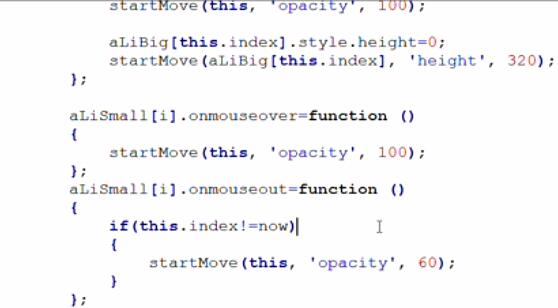 startMove(this, 'opacity', 100);
aLiBig[this.index].style.height=0;
startMove(aLiBig[this.index], 'height', 320);
};
aLiSmall[i].onmouseover=function ()
{
startMove(this, 'opacity', 100);
};
aLiSmall[i].onmouseout=function ()
{
if(this.index!=now)
{
startMove(this, 'opacity', 60);
}
};